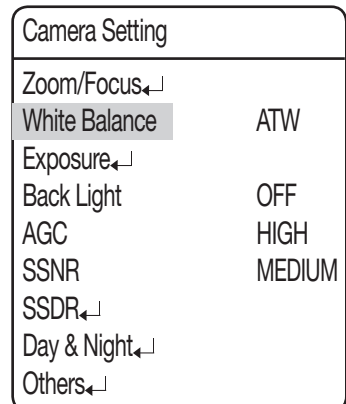 Camera Setting
Zoom/Focus↵
White Balance ATW
Exposure↵
Back Light OFF
AGC HIGH
SSNR MEDIUM
SSDR↵
Day & Night↵
Others↵